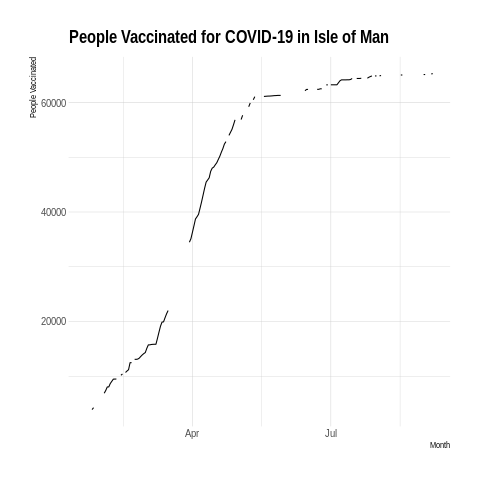 People Vaccinated for COVID-19 in Isle of Man
People Vaccinated
60000
40000
20000
Apr
Jul
Month